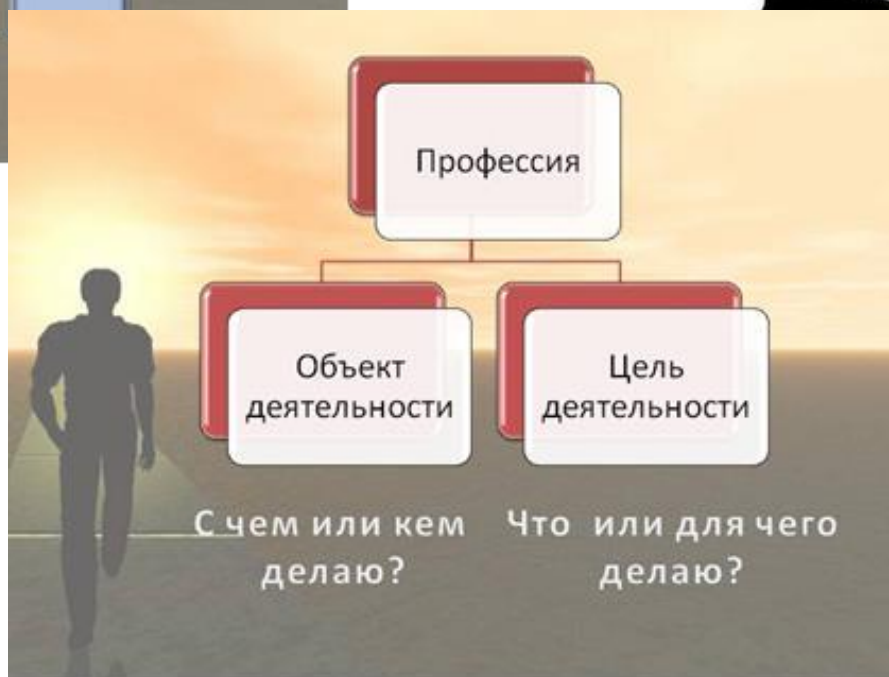 Профессия
Объект
деятельности
Цель
деятельности
С чем или кем
делаю?
Что или для чего
делаю?